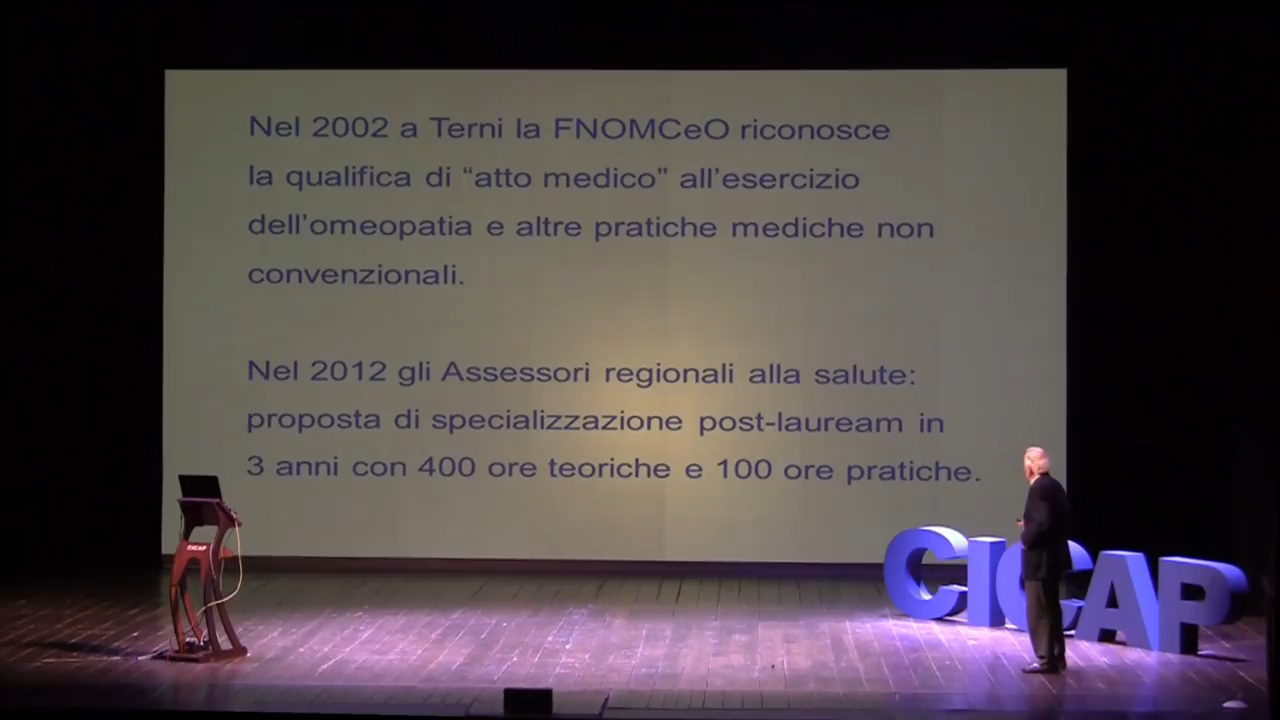 Nel 2002 a Terni la FNOMCeO riconosce
la qualifica di “atto medico” all’esercizio
dell’omeopatia e altre pratiche mediche non
convenzionali.
Nel 2012 gli Assessori regionali alla salute:
proposta di specializzazione post-lauream in
3 anni con 400 ore teoriche e 100 ore pratiche.
CICAP
CICAP